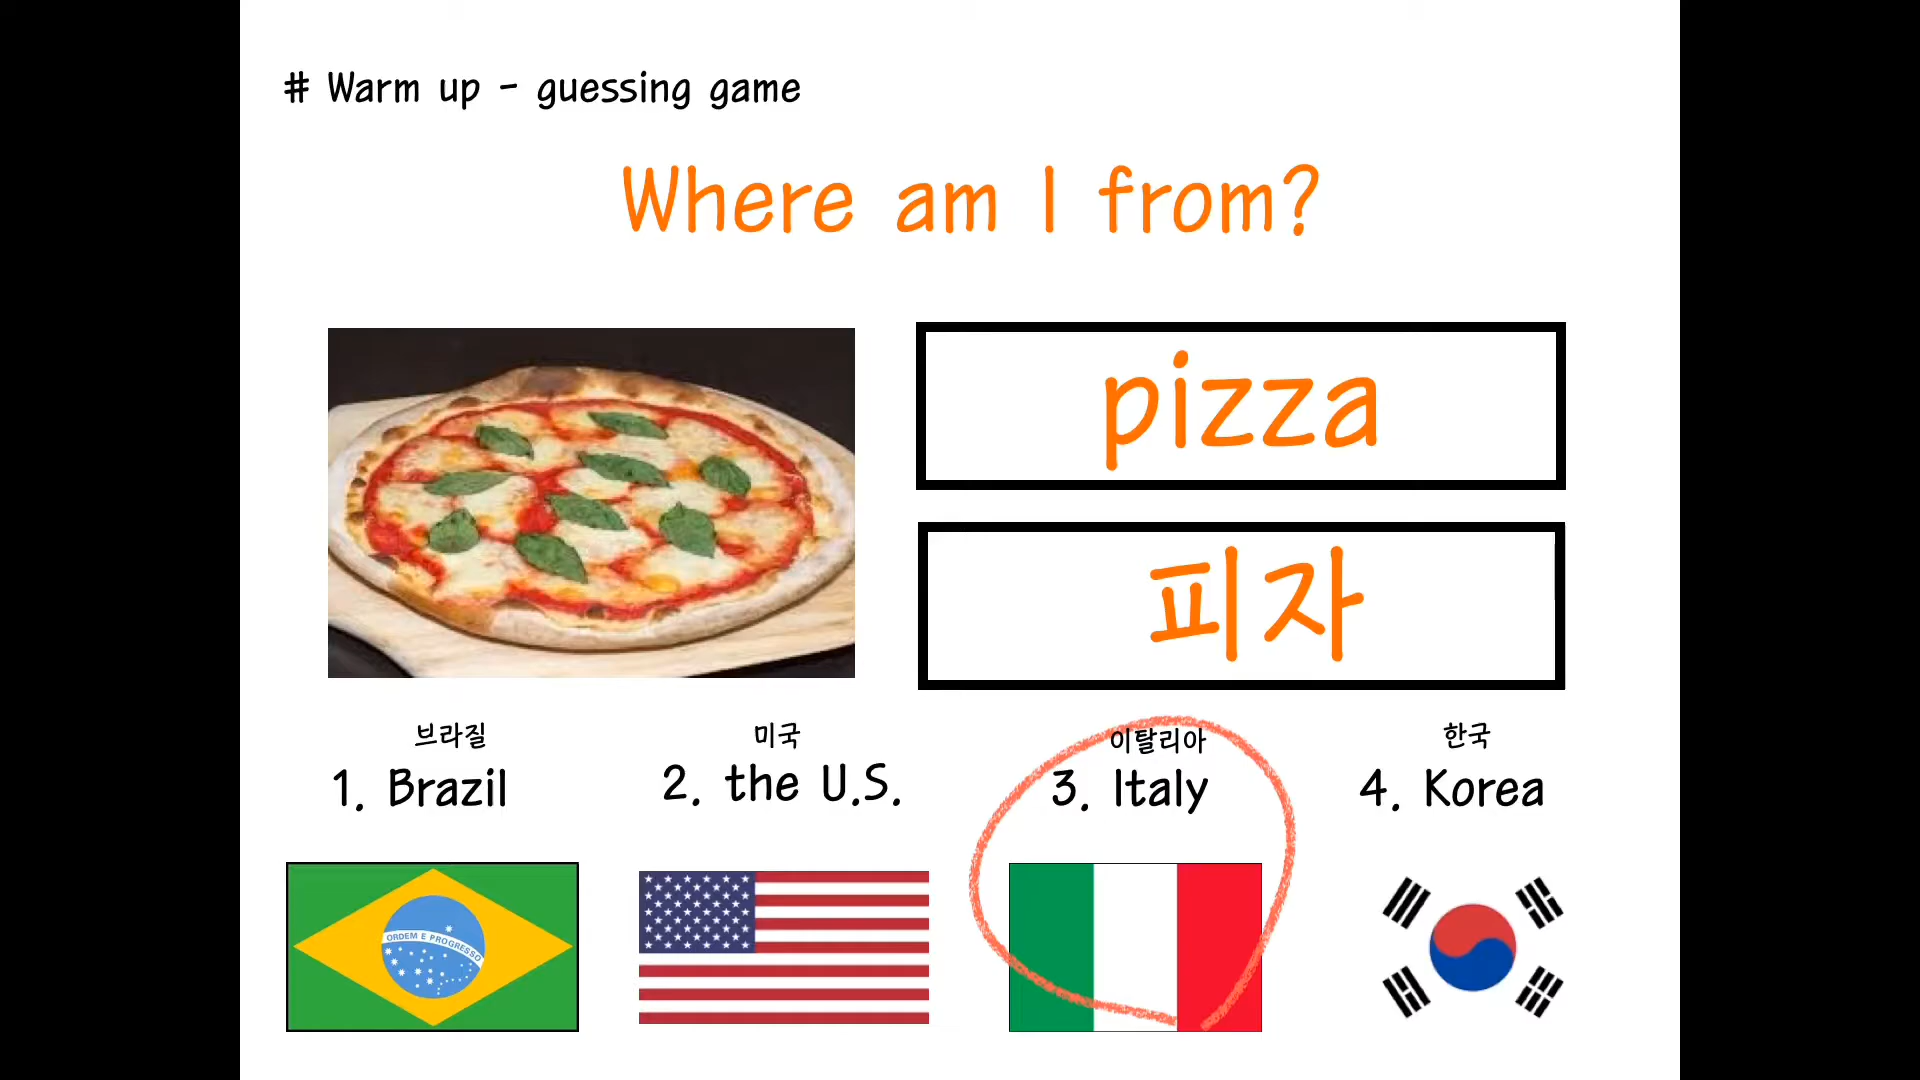 # Warm up - guessing game
Where am I from?
pizza
피자
브라질
1. Brazil
미국
2. the U.S.
이탈리아
3. Italy
한국
4. Korea
ORDEM E PROGRESSO